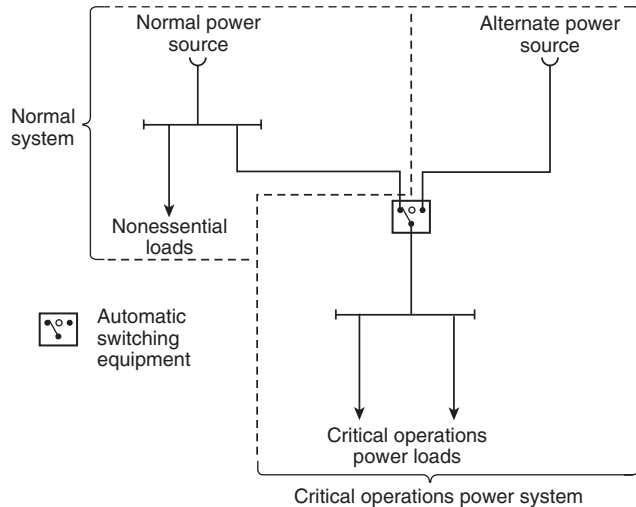 Normal power
source
Alternate power
source
Normal
system
Nonessential
loads
Automatic
switching
equipment
Critical operations
power loads
Critical operations power system